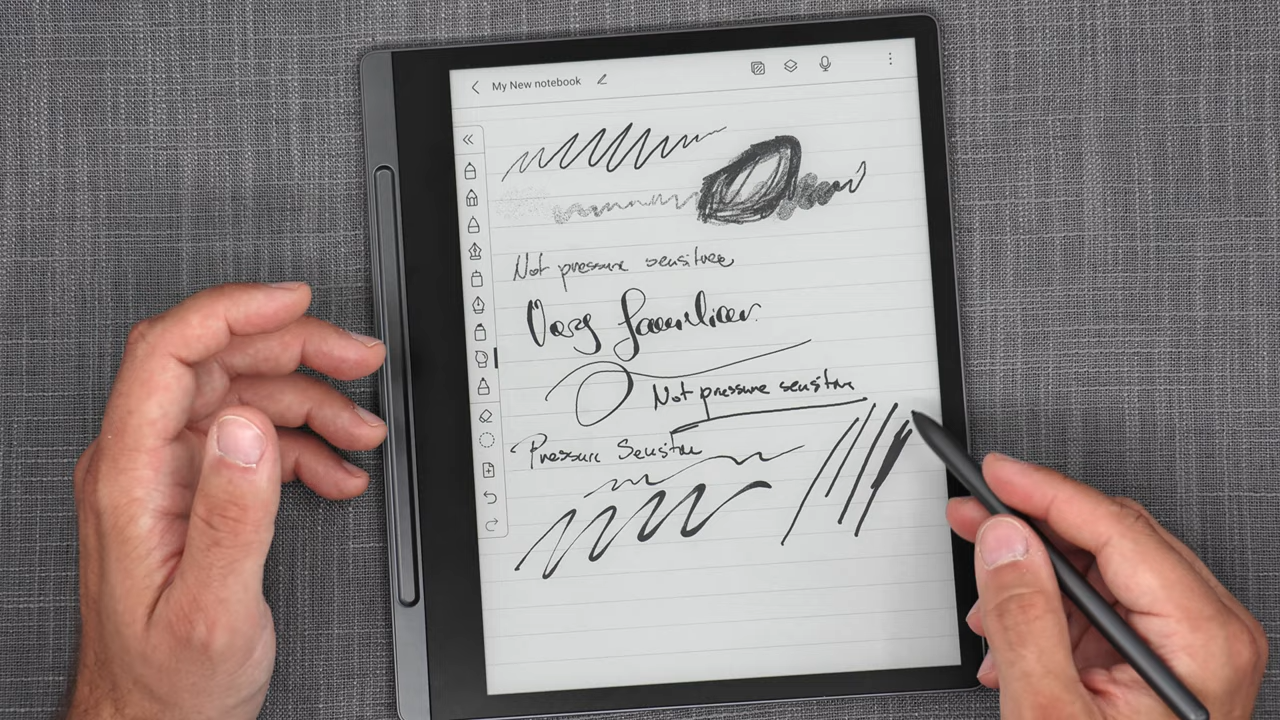 My New notebook
Not pressure sensitive
Very familiar.
Not pressure sensitive
Pressure Sensitive